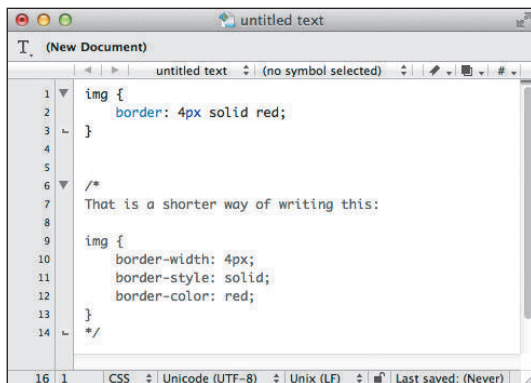 untitled text
T. (New Document)
untitled text (no symbol selected) #
1 img {
2 border: 4px solid red;
3 }
4
5
6 /*
7 That is a shorter way of writing this:
8
9 img {
10 border-width: 4px;
11 border-style: solid;
12 border-color: red;
13 }
14 */
16 1 CSS Unicode (UTF-8) Unix (LF) Last saved: (Never)